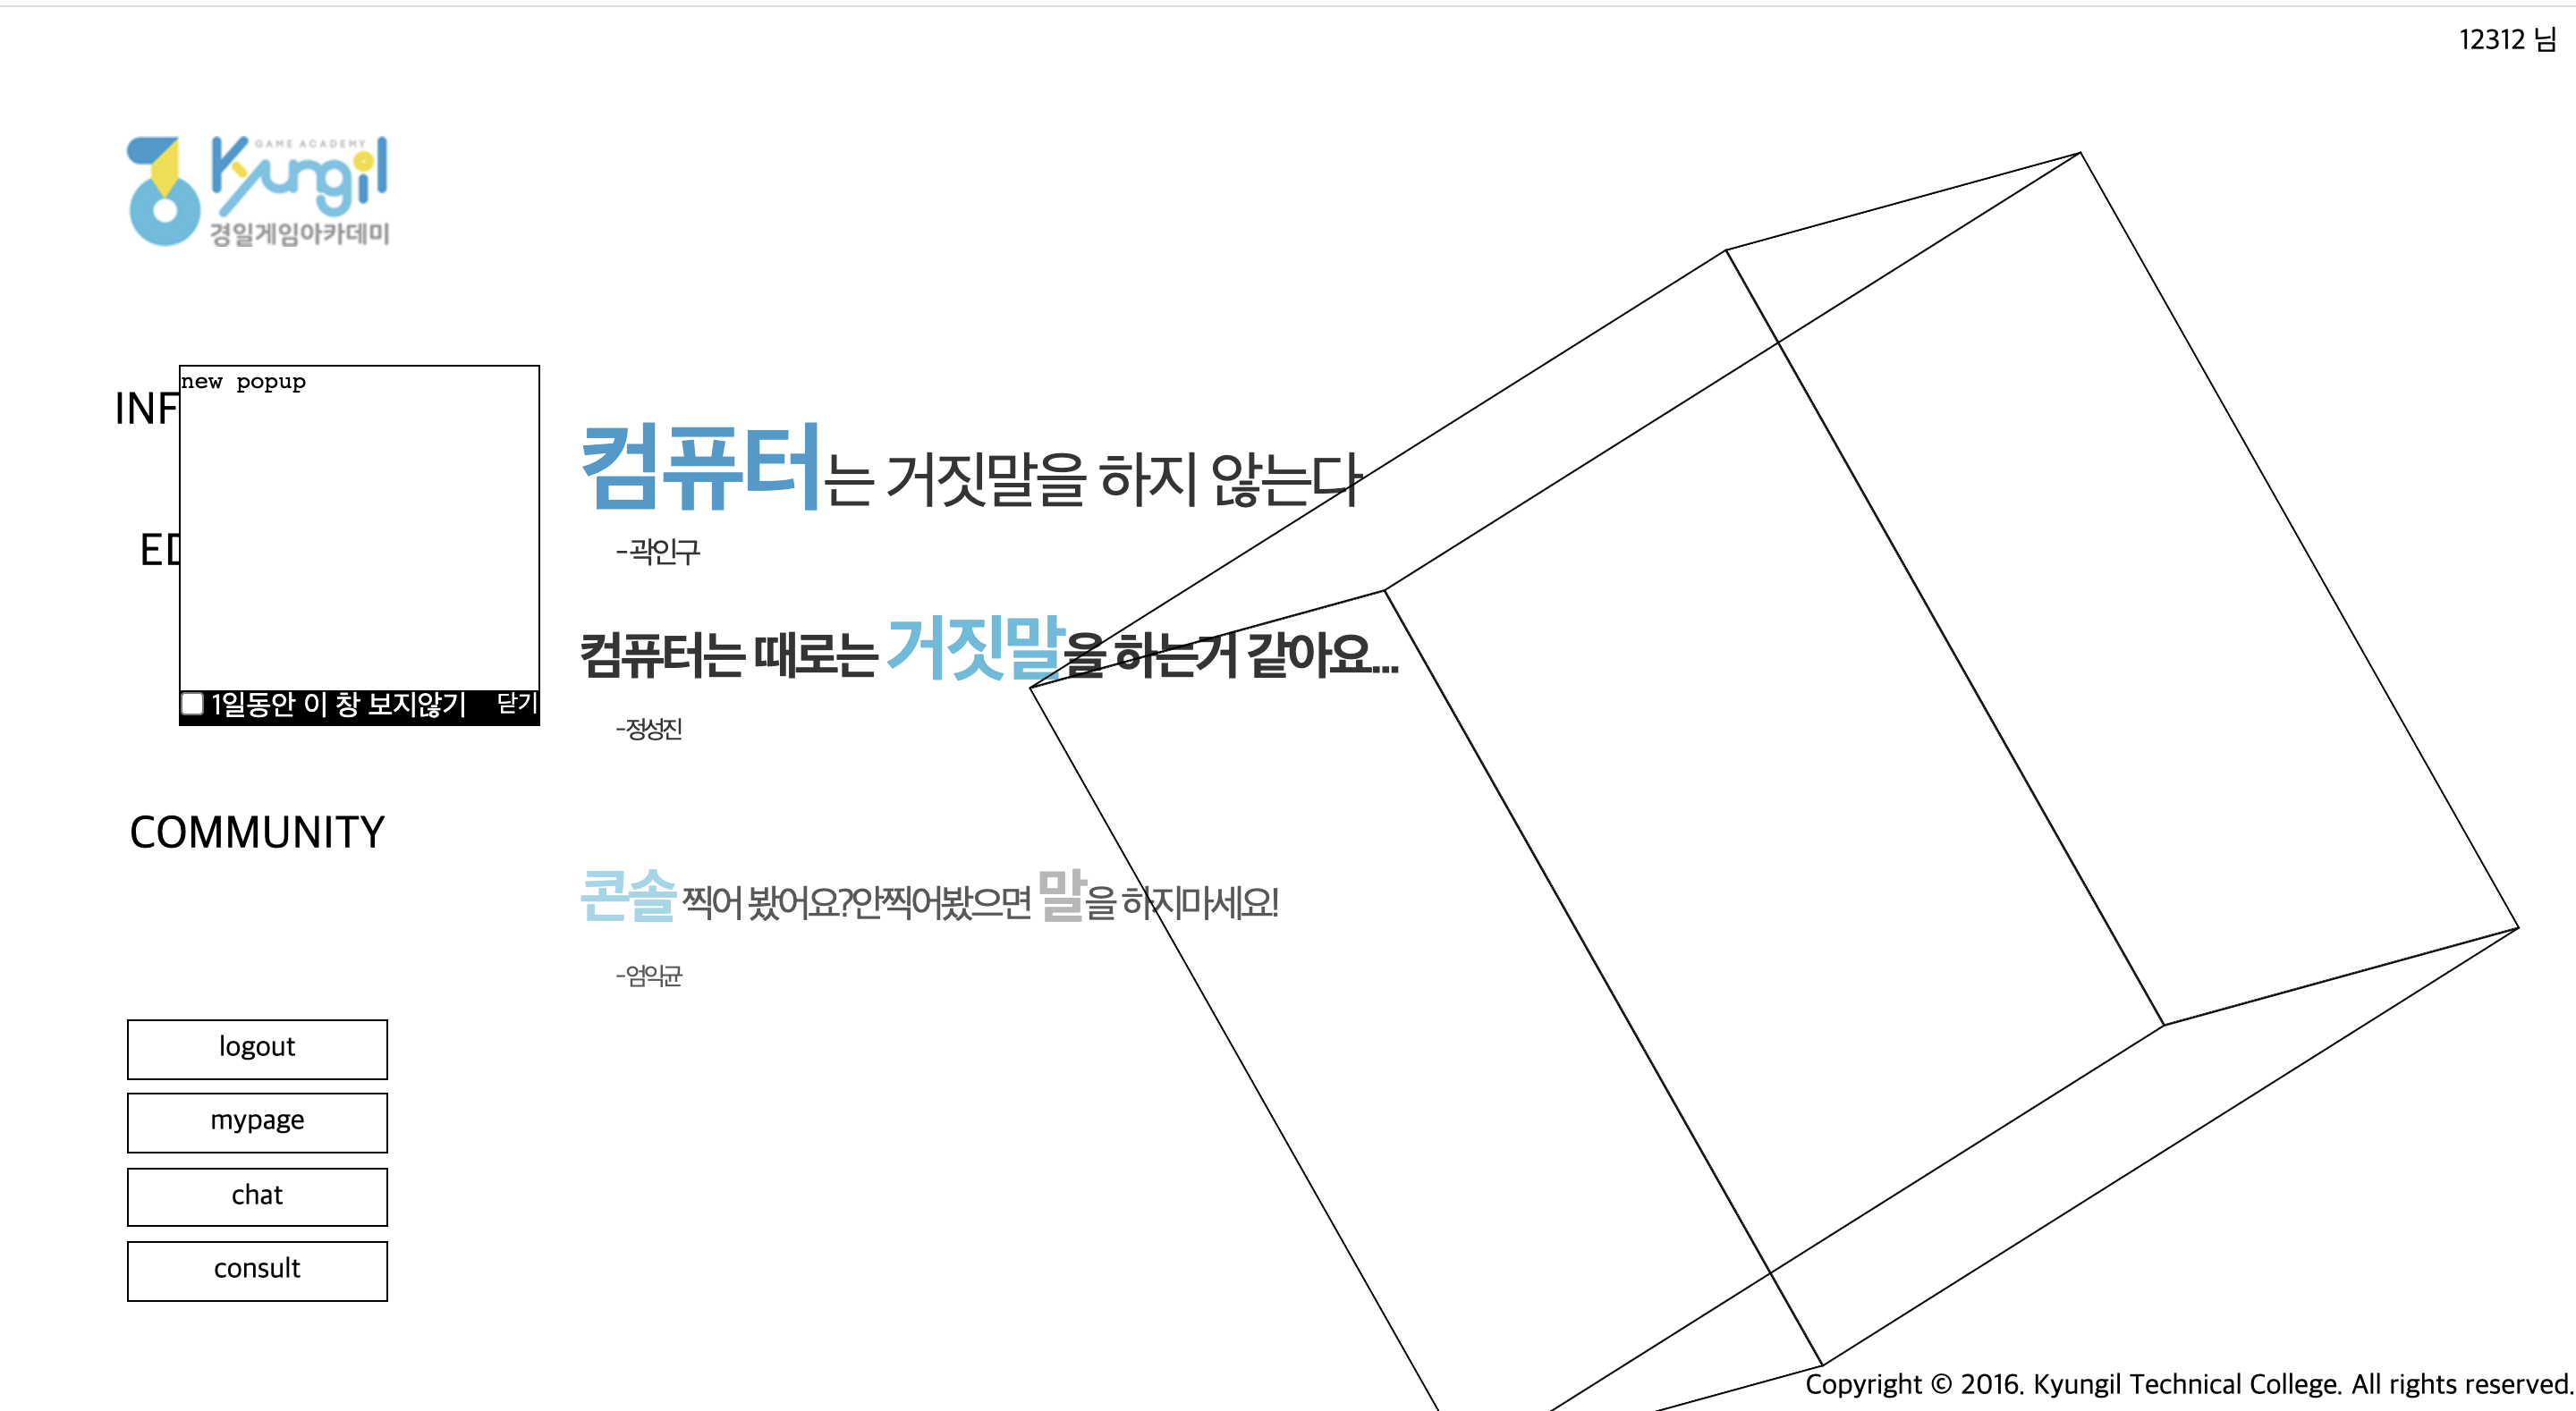 12312 님
GAME ACADEMY
Kyungil
경일게임아카데미
INF
ED
COMMUNITY
logout
mypage
chat
consult
new popup
1일동안 이 창 보지않기 닫기
컴퓨터는 거짓말을 하지 않는다
-곽인구
컴퓨터는 때로는 거짓말을 하는거 같아요...
-정성진
콘솔 찍어 봤어요?안찍어봤으면 말을 하지마세요!
-엄익균
Copyright © 2016. Kyungil Technical College. All rights reserved.